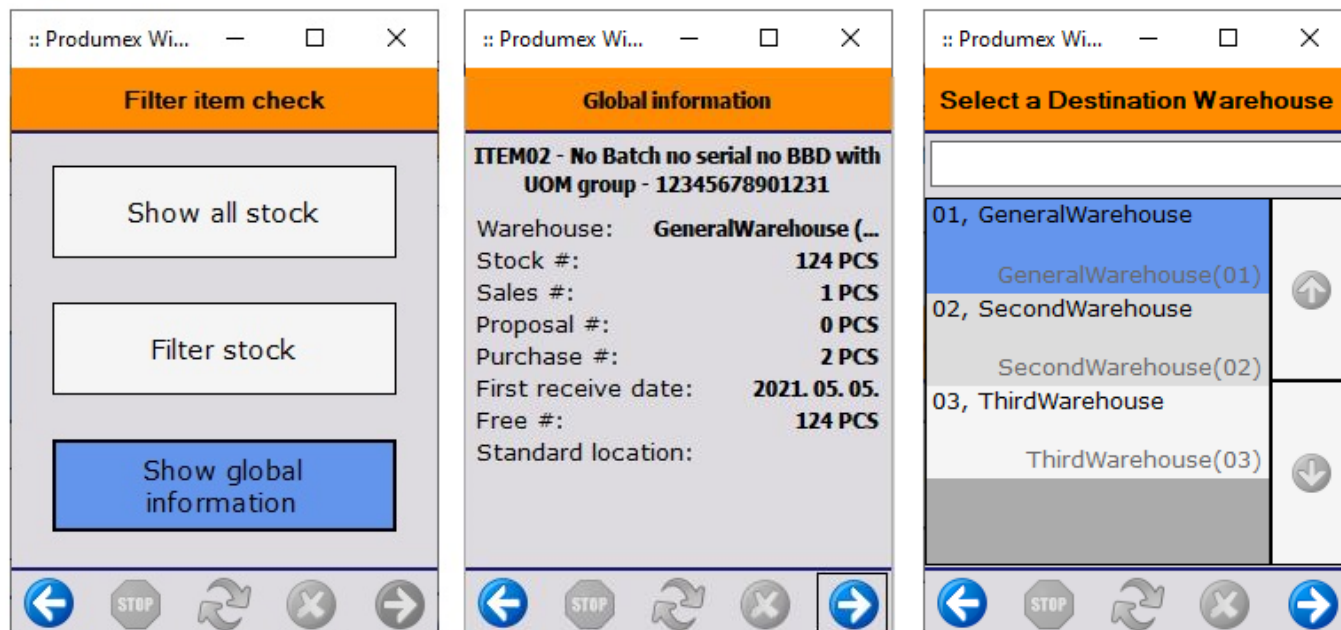 :: Produmex Wi...
Filter item check
Show all stock
Filter stock
Show global
information
STOP
:: Produmex Wi...
Global information
ITEM02 - No Batch no serial no BBD with
UOM group - 12345678901231
Warehouse: GeneralWarehouse (...
Stock #: 124 PCS
Sales #: 1 PCS
Proposal #: 0 PCS
Purchase #: 2 PCS
First receive date: 2021. 05. 05.
Free #: 124 PCS
Standard location:
STOP
:: Produmex Wi...
Select a Destination Warehouse
01, GeneralWarehouse
GeneralWarehouse(01)
02, SecondWarehouse
SecondWarehouse(02)
03, ThirdWarehouse
ThirdWarehouse(03)
STOP